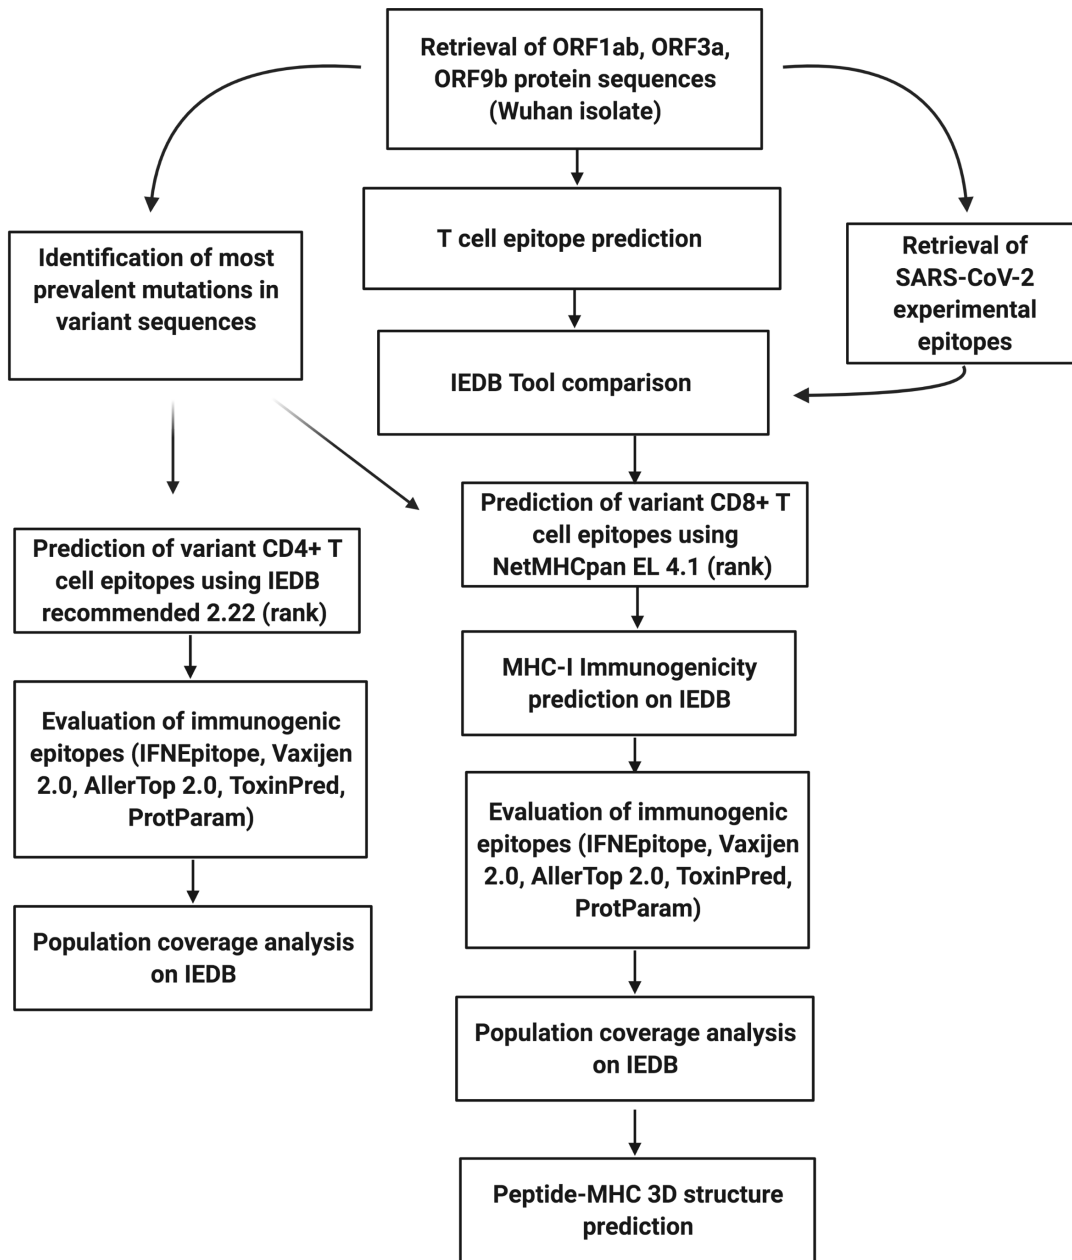 Retrieval of ORF1ab, ORF3a,
ORF9b protein sequences
(Wuhan isolate)
T cell epitope prediction
Identification of most
prevalent mutations in
variant sequences
Retrieval of
SARS-CoV-2
experimental
epitopes
IEDB Tool comparison
Prediction of variant CD4+ T
cell epitopes using IEDB
recommended 2.22 (rank)
Prediction of variant CD8+ T
cell epitopes using
NetMHCpan EL 4.1 (rank)
MHC-I Immunogenicity
prediction on IEDB
Evaluation of immunogenic
epitopes (IFNEpitope, Vaxijen
2.0, AllerTop 2.0, ToxinPred,
ProtParam)
Evaluation of immunogenic
epitopes (IFNEpitope, Vaxijen
2.0, AllerTop 2.0, ToxinPred,
ProtParam)
Population coverage analysis
on IEDB
Population coverage analysis
on IEDB
Peptide-MHC 3D structure
prediction